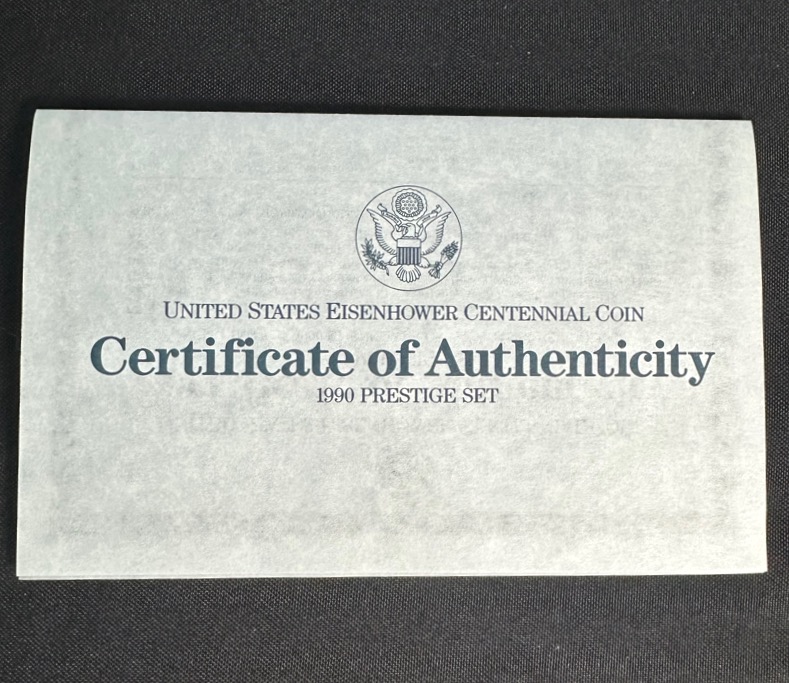 United States Eisenhower Centennial Coin
Certificate of Authenticity
1990 PRESTIGE SET